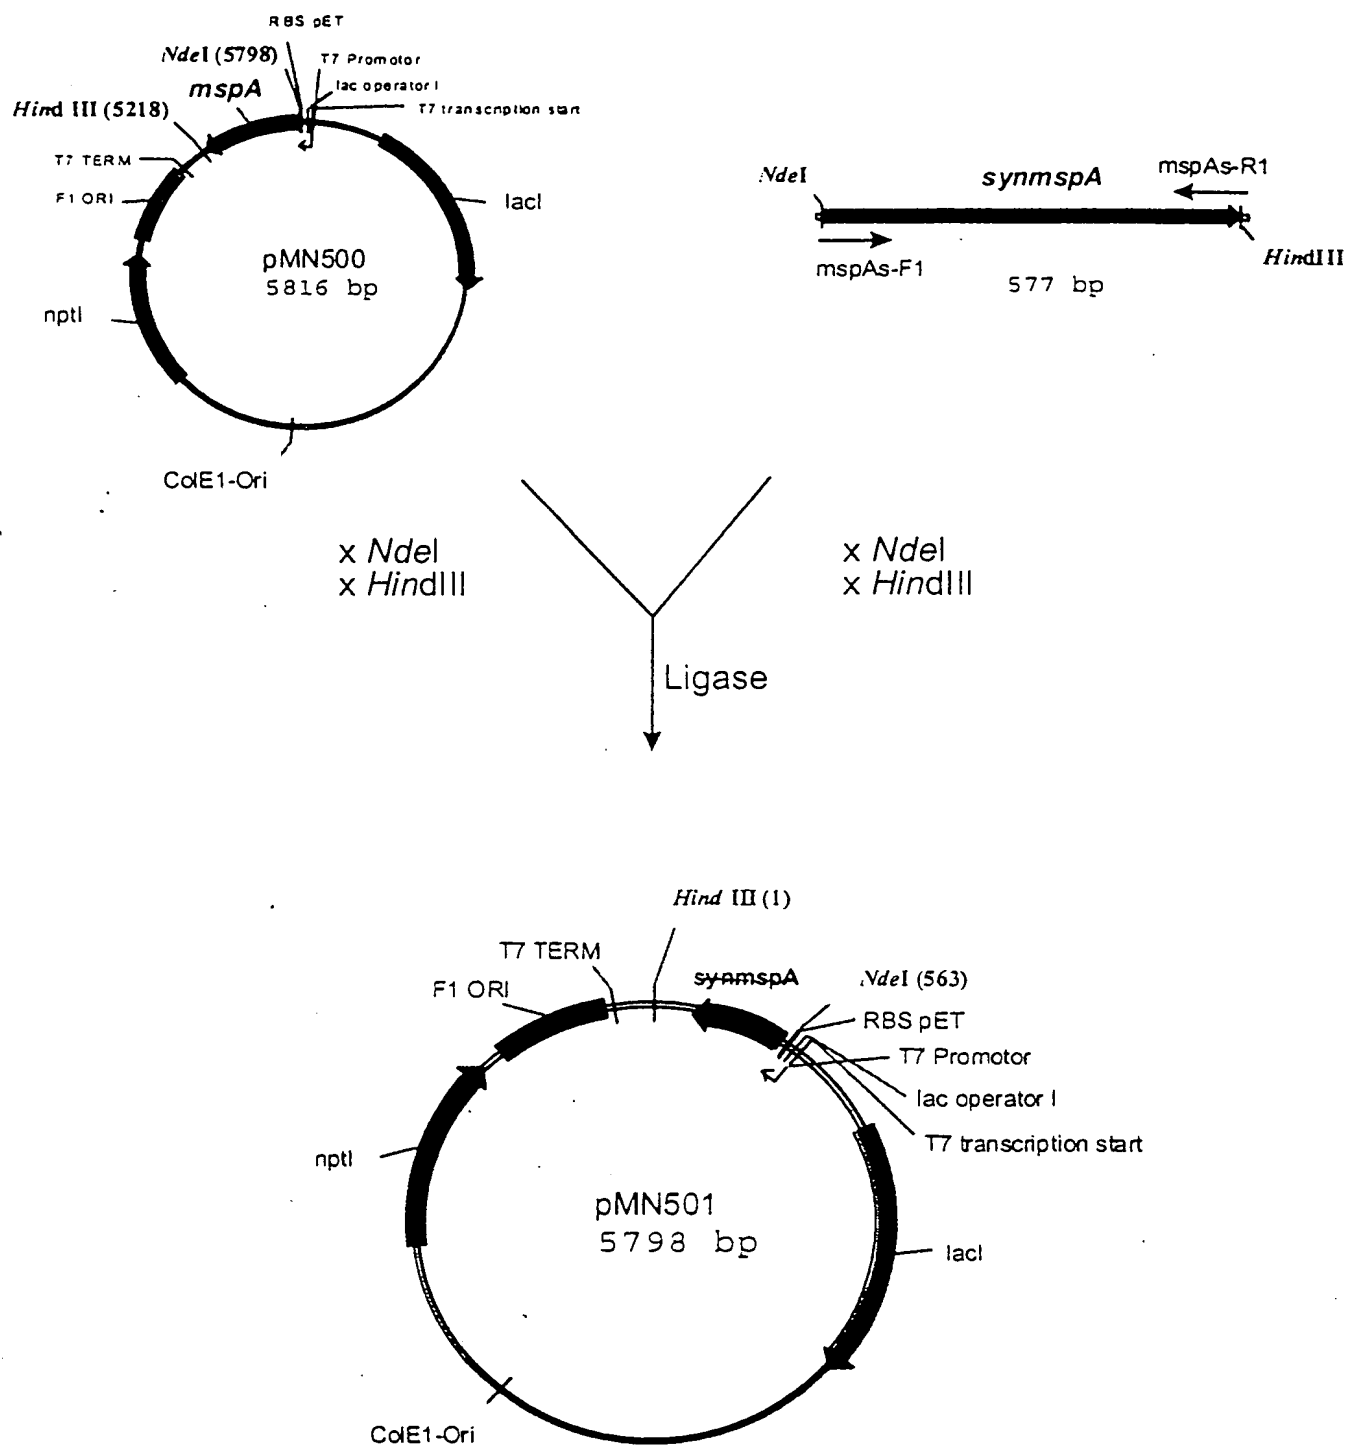 RBS pET
NdeI (5798)
T7 Promotor
mspA
lac operator I
Hind III (5218)
T7 transcription start
T7 TERM
F1 ORI
lacI
pMN500
5816 bp
nptI
ColE1-Ori
NdeI
synmspA
mspAs-R1
mspAs-F1
HindIII
577 bp
x NdeI
x HindIII
x NdeI
x HindIII
Ligase
Hind III (1)
T7 TERM
synmspA
NdeI (563)
F1 ORI
RBS pET
T7 Promotor
lac operator I
T7 transcription start
nptI
pMN501
5798 bp
lacI
ColE1-Ori